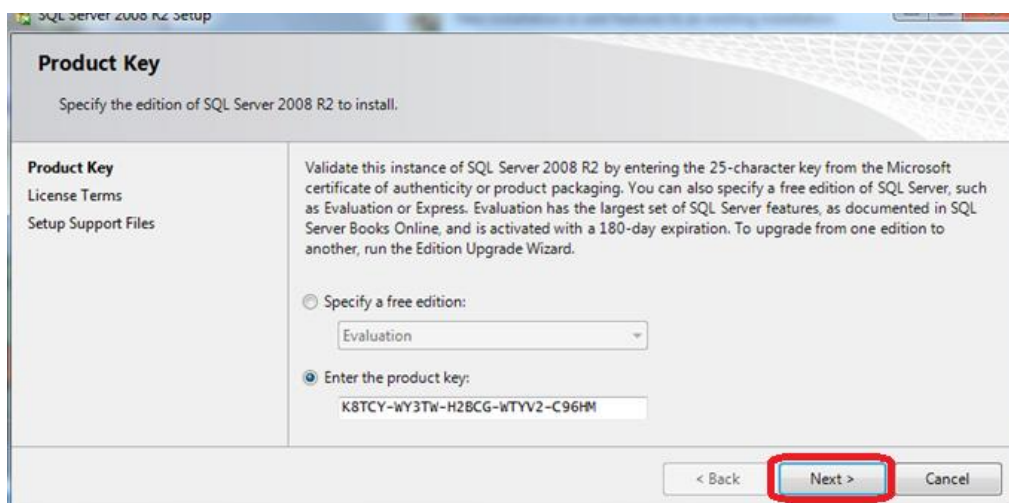 SQL Server 2008 R2 Setup
Product Key
Specify the edition of SQL Server 2008 R2 to install.
Product Key
License Terms
Setup Support Files
Validate this instance of SQL Server 2008 R2 by entering the 25-character key from the Microsoft
certificate of authenticity or product packaging. You can also specify a free edition of SQL Server, such
as Evaluation or Express. Evaluation has the largest set of SQL Server features, as documented in SQL
Server Books Online, and is activated with a 180-day expiration. To upgrade from one edition to
another, run the Edition Upgrade Wizard.
Specify a free edition:
Evaluation
Enter the product key:
K8TCY-WY3TW-H2BCG-WTYV2-C96HM
< Back
Next >
Cancel